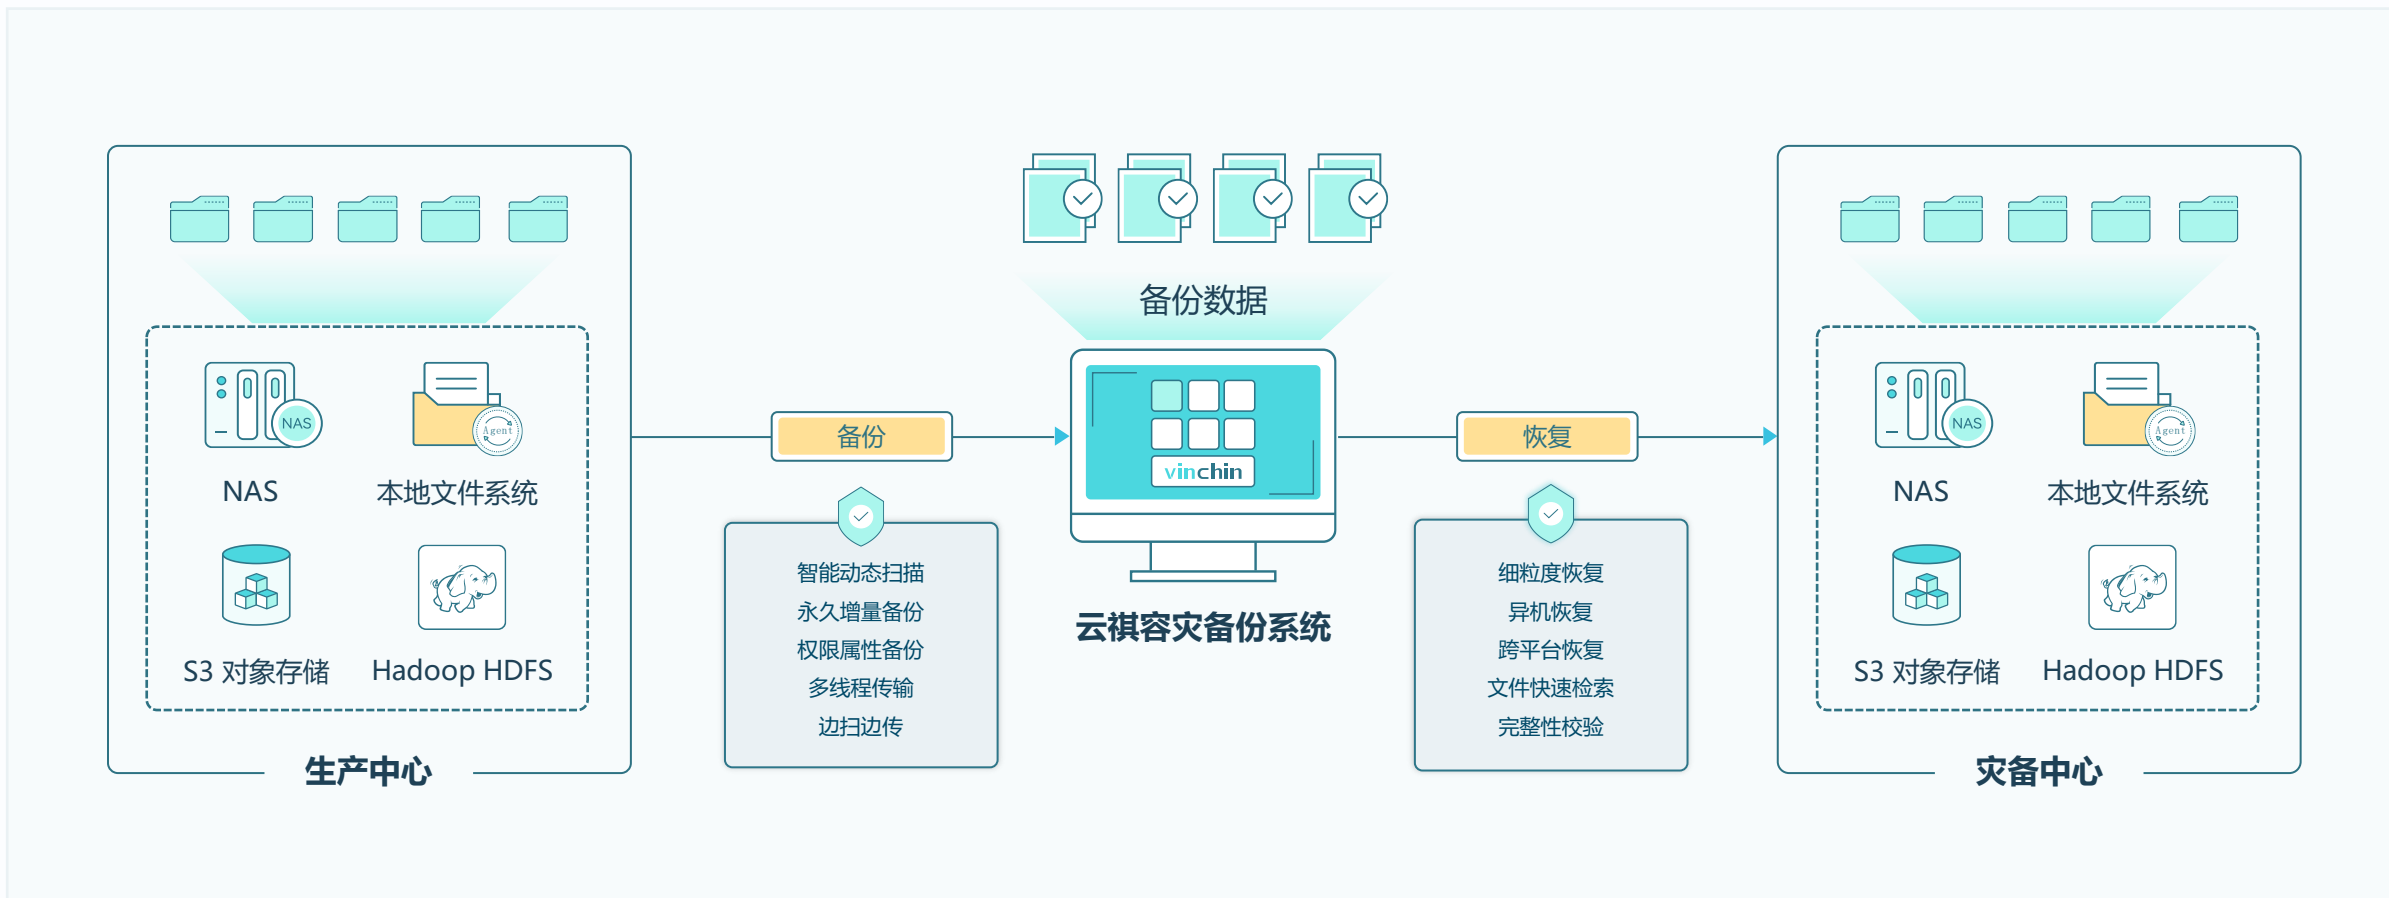 NAS
Agent
NAS
本地文件系统
S3 对象存储
Hadoop HDFS
生产中心
备份
智能动态扫描
永久增量备份
权限属性备份
多线程传输
边扫边传
备份数据
vinchin
云祺容灾备份系统
恢复
细粒度恢复
异机恢复
跨平台恢复
文件快速检索
完整性校验
NAS
Agent
NAS
本地文件系统
S3 对象存储
Hadoop HDFS
灾备中心